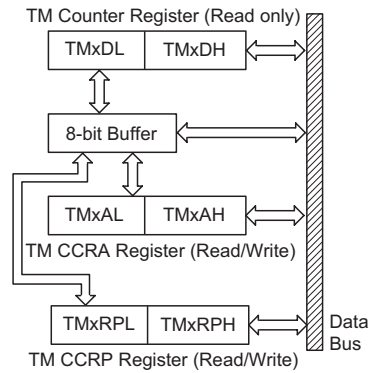 TM Counter Register (Read only)
TMxDL TMxDH
8-bit Buffer
TMxAL TMxAH
TM CCRA Register (Read/Write)
TMxRPL TMxRPH
TM CCRP Register (Read/Write)
Data
Bus